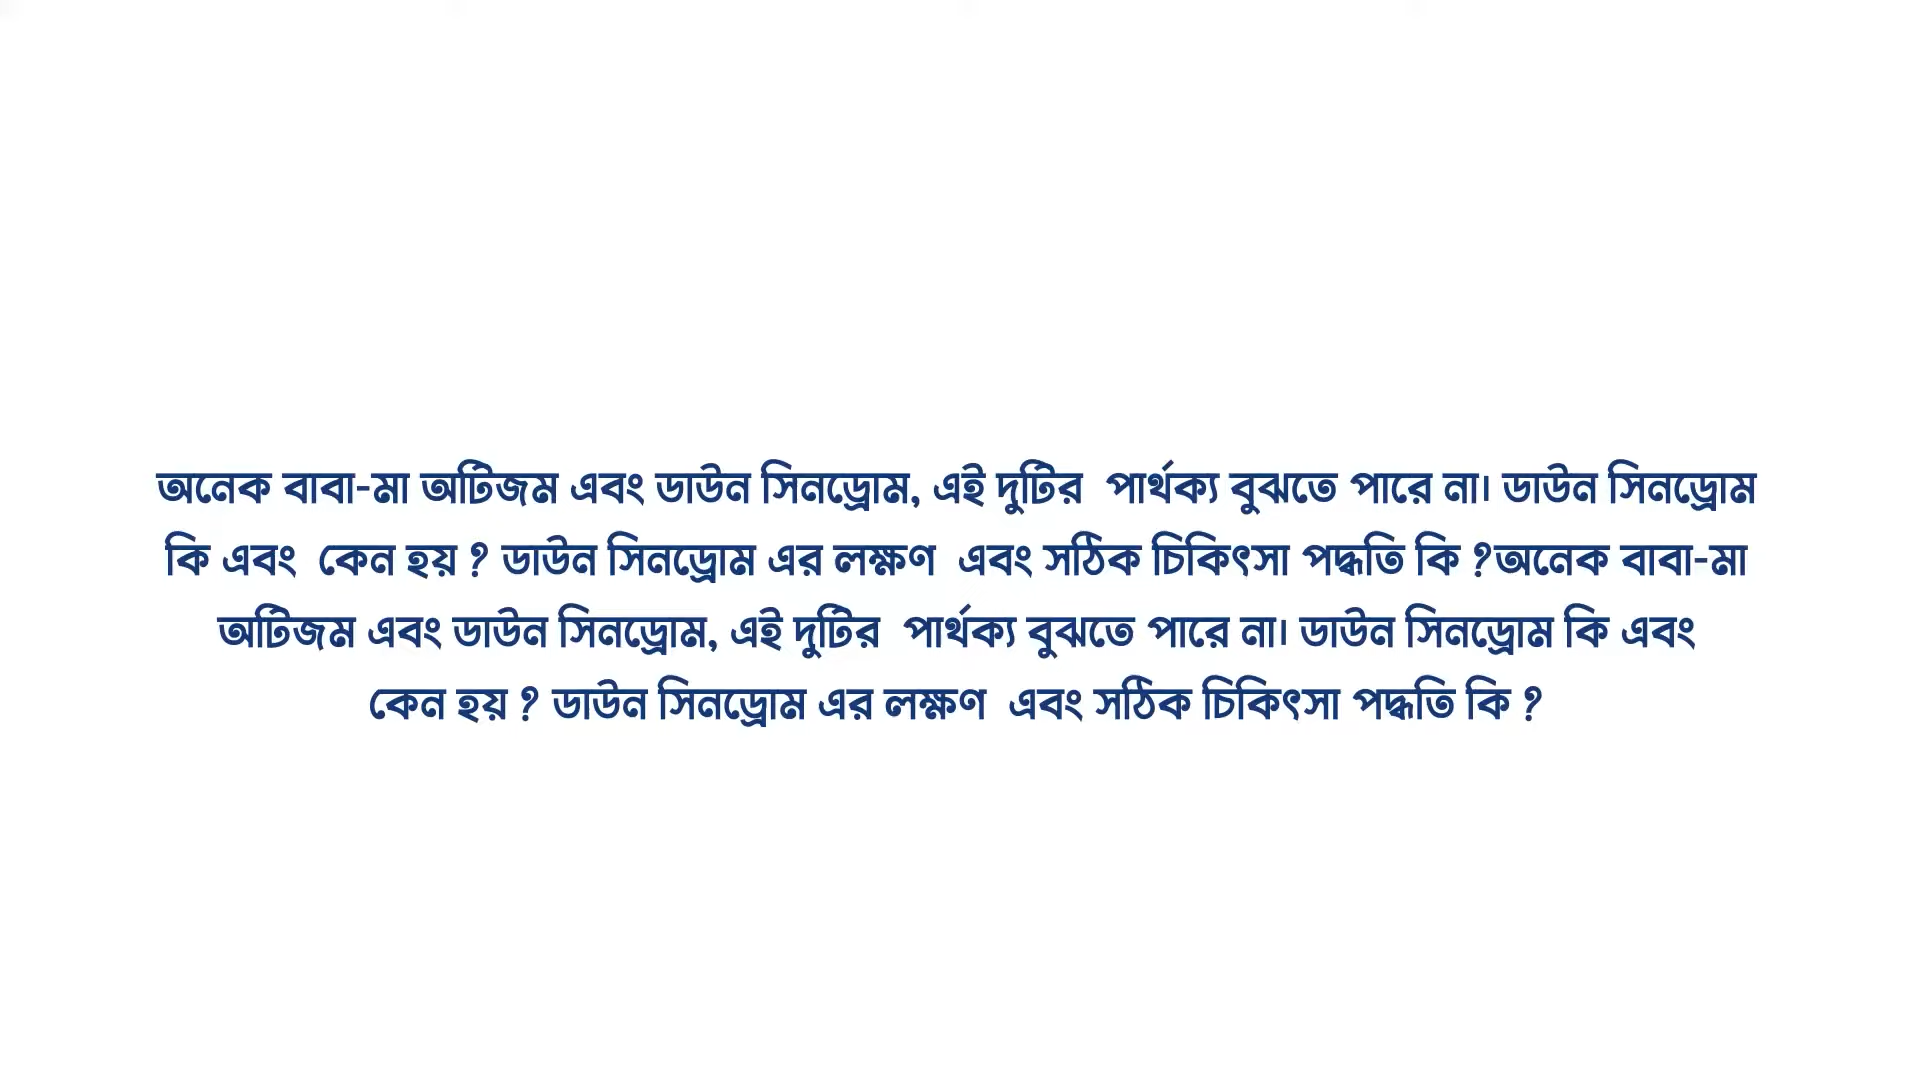 অনেক বাবা-মা অটিজম এবং ডাউন সিনড্রোম, এই দুটির  পার্থক্য বুঝতে পারে না। ডাউন সিনড্রোম
কি এবং  কেন হয় ? ডাউন সিনড্রোম এর লক্ষণ  এবং সঠিক চিকিৎসা পদ্ধতি কি ?অনেক বাবা-মা
অটিজম এবং ডাউন সিনড্রোম, এই দুটির  পার্থক্য বুঝতে পারে না। ডাউন সিনড্রোম কি এবং
কেন হয় ? ডাউন সিনড্রোম এর লক্ষণ  এবং সঠিক চিকিৎসা পদ্ধতি কি ?